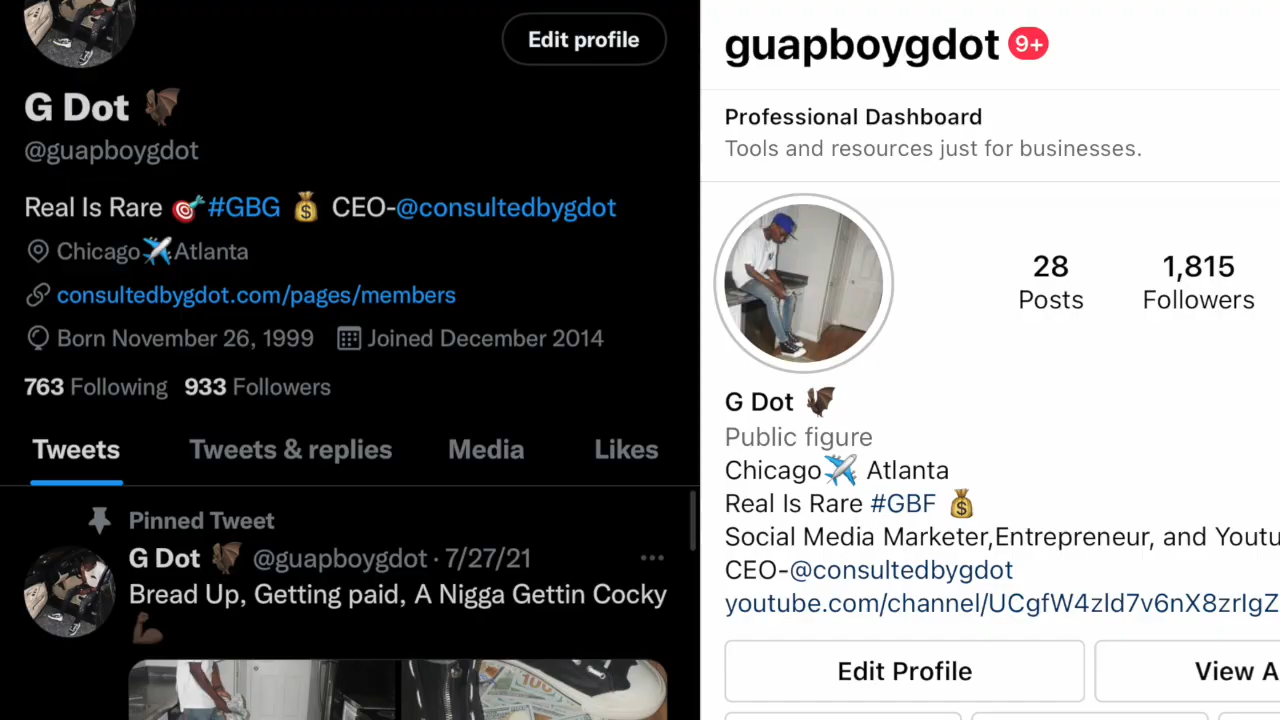 Edit profile
G Dot 🦇
@guapboygdot
Real Is Rare 🎯#GBG 💰 CEO-@consultedbygdot
Chicago✈️Atlanta
consultedbygdot.com/pages/members
Born November 26, 1999 Joined December 2014
763 Following 933 Followers
Tweets Tweets & replies Media Likes
Pinned Tweet
G Dot 🦇 @guapboygdot · 7/27/21 ...
Bread Up, Getting paid, A Nigga Gettin Cocky
💪🏿
100
guapboygdot 9+
Professional Dashboard
Tools and resources just for businesses.
28 1,815
Posts Followers
G Dot 🦇
Public figure
Chicago✈️ Atlanta
Real Is Rare #GBF 💰
Social Media Marketer,Entrepreneur, and Youtu
CEO-@consultedbygdot
youtube.com/channel/UCgfW4zld7v6nX8zrIgZ
Edit Profile View A